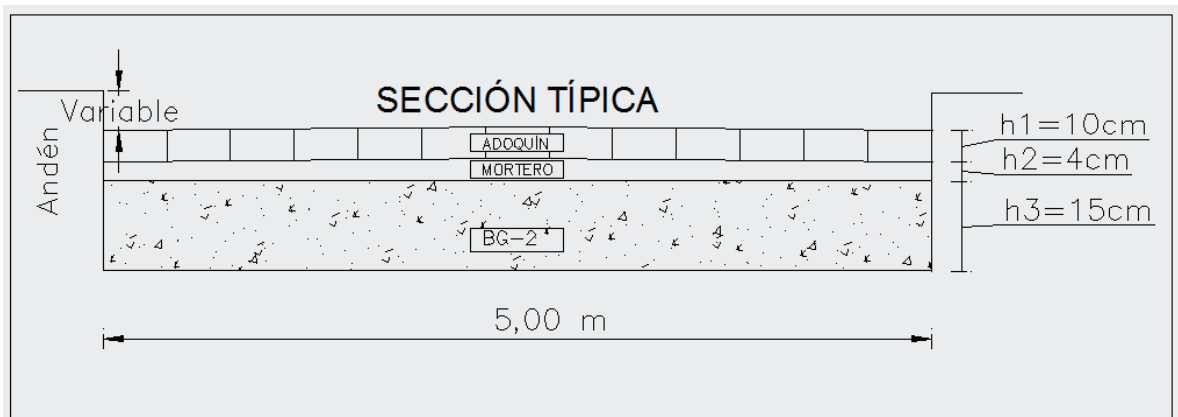 SECCIÓN TÍPICA
Variable
Andén
ADOQUÍN
MORTERO
BG-2
h1=10cm
h2=4cm
h3=15cm
5,00 m